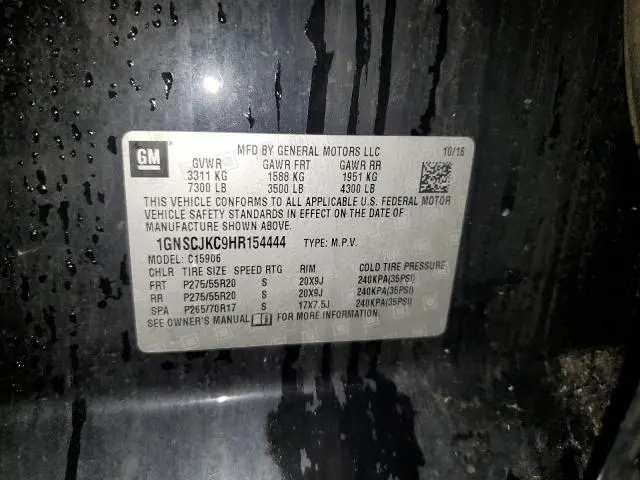 GM
MFD BY GENERAL MOTORS LLC 10/16
GVWR GAWR FRT GAWR RR
3311 KG 1588 KG 1951 KG
7300 LB 3500 LB 4300 LB
THIS VEHICLE CONFORMS TO ALL APPLICABLE U.S. FEDERAL MOTOR
VEHICLE SAFETY STANDARDS IN EFFECT ON THE DATE OF
MANUFACTURE SHOWN ABOVE.
1GNSCJKC9HR154444 TYPE: M.P.V.
MODEL: C15906
CHLR TIRE SIZE SPEED RTG RIM COLD TIRE PRESSURE
FRT P275/55R20 S 20X9J 240KPA(35PSI)
RR P275/55R20 S 20X9J 240KPA(35PSI)
SPA P265/70R17 S 17X7.5J 240KPA(35PSI)
SEE OWNER'S MANUAL FOR MORE INFORMATION